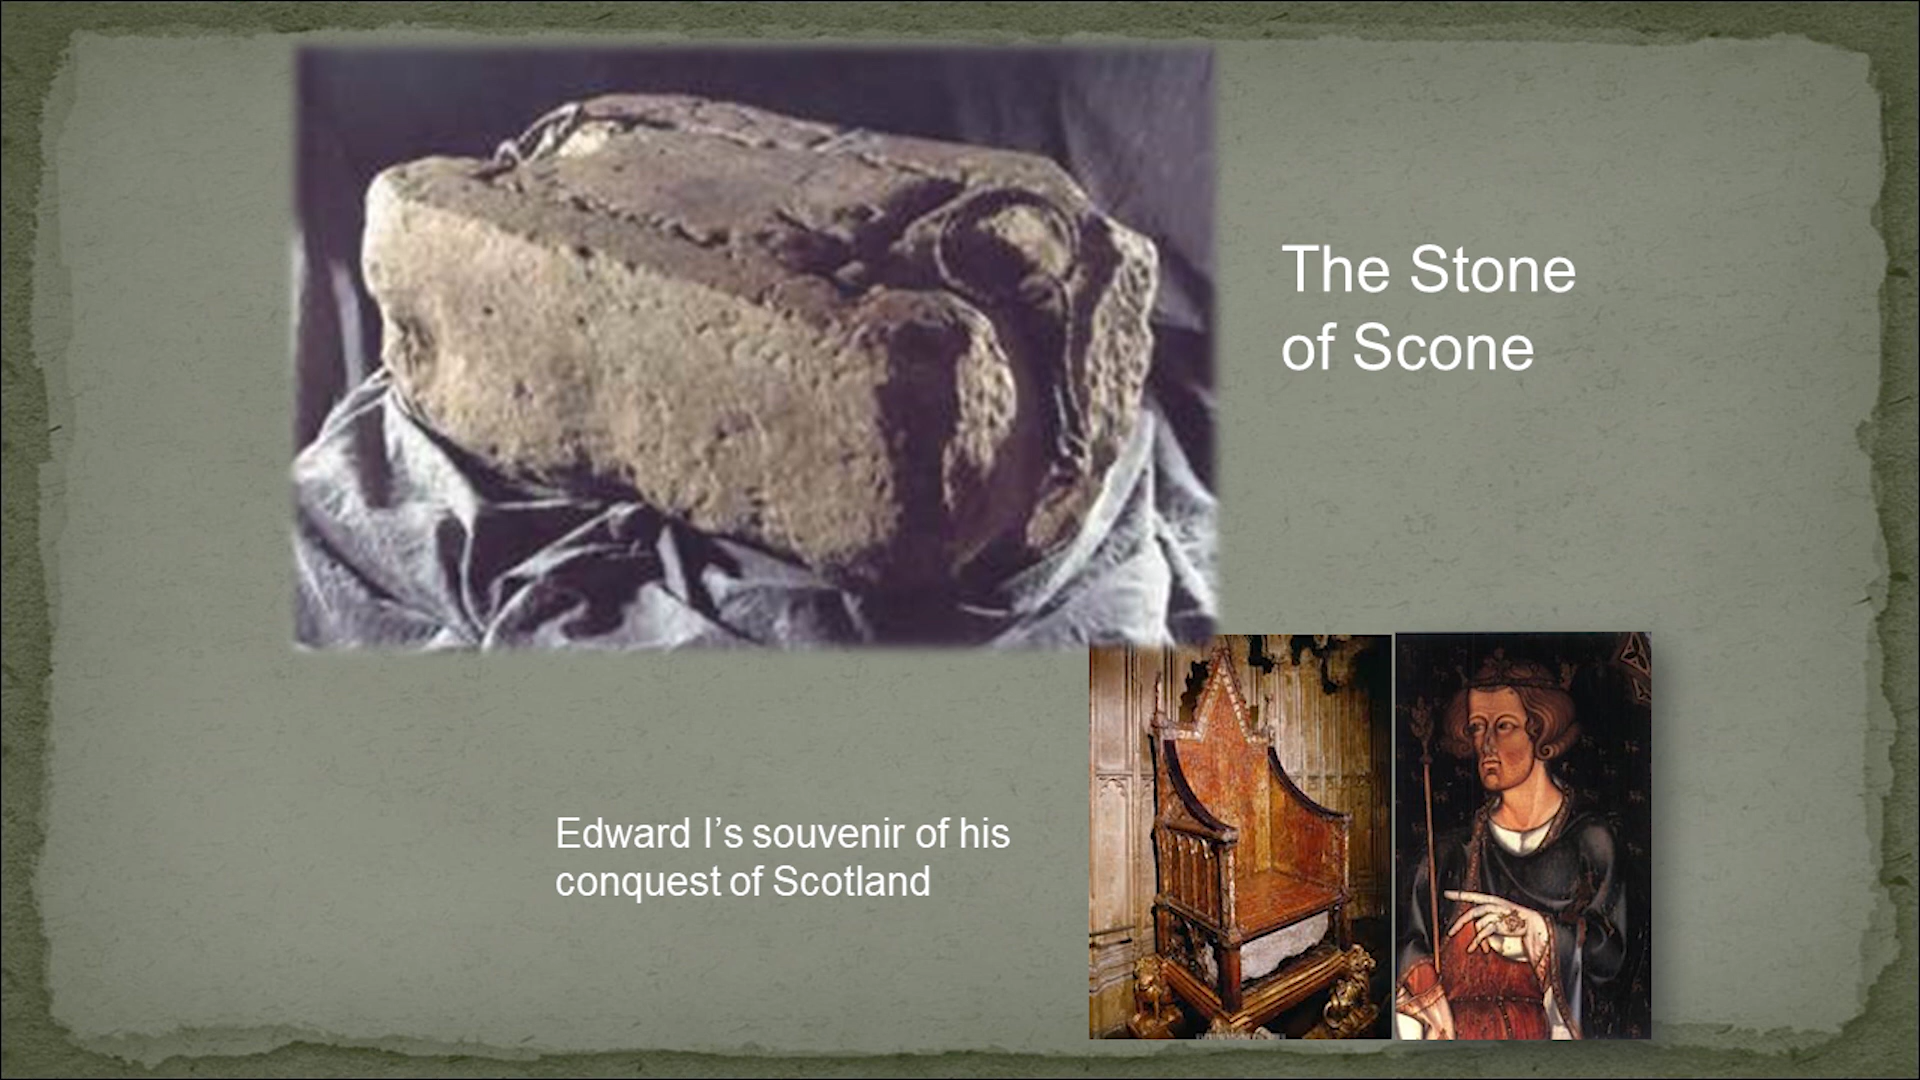 The Stone
of Scone
Edward I’s souvenir of his
conquest of Scotland